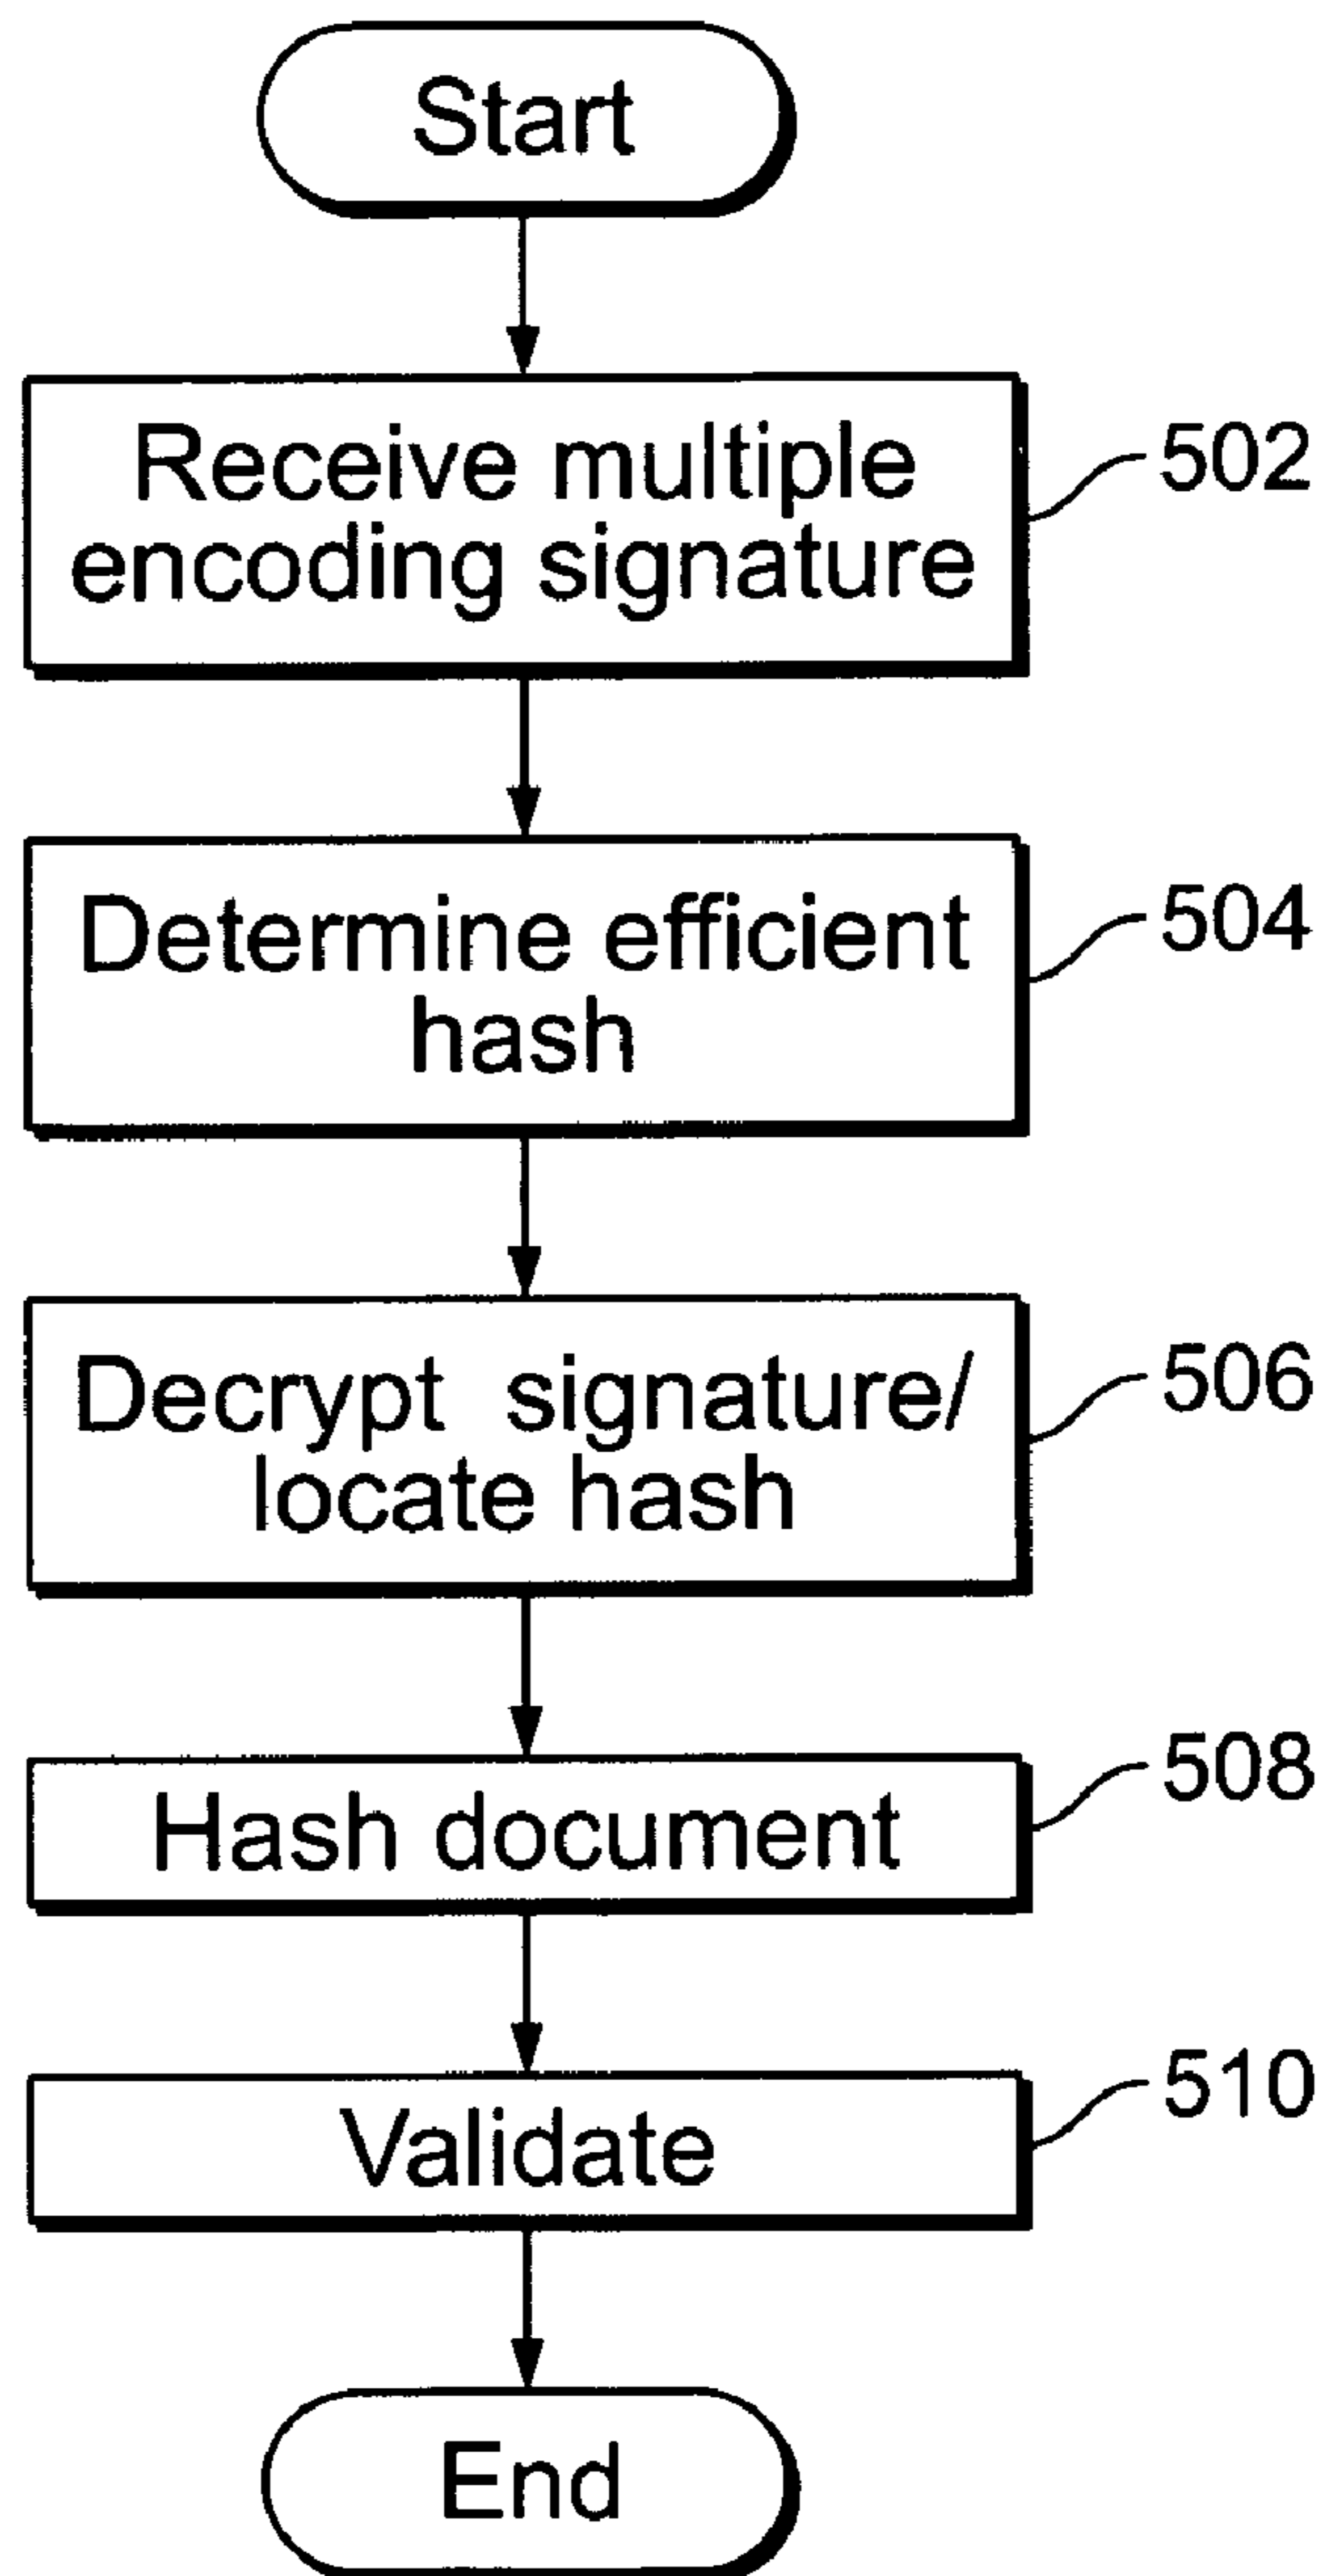 Start
Receive multiple
encoding signature
502
Determine efficient
hash
504
Decrypt signature/
locate hash
506
Hash document
508
Validate
510
End